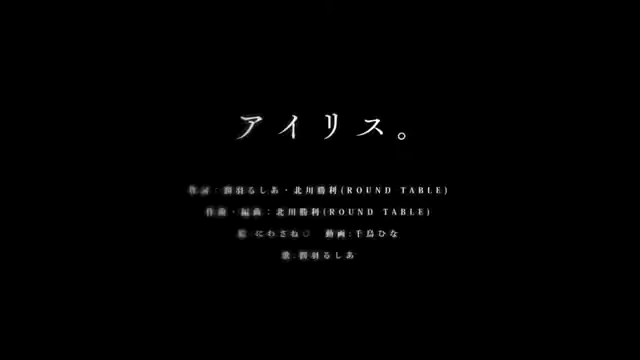 アイリス。
作詞：潤羽るしあ・北川勝利(ROUND TABLE)
作曲・編曲：北川勝利(ROUND TABLE)
絵:にわさね♡ 動画:千鳥ひな
歌:潤羽るしあ